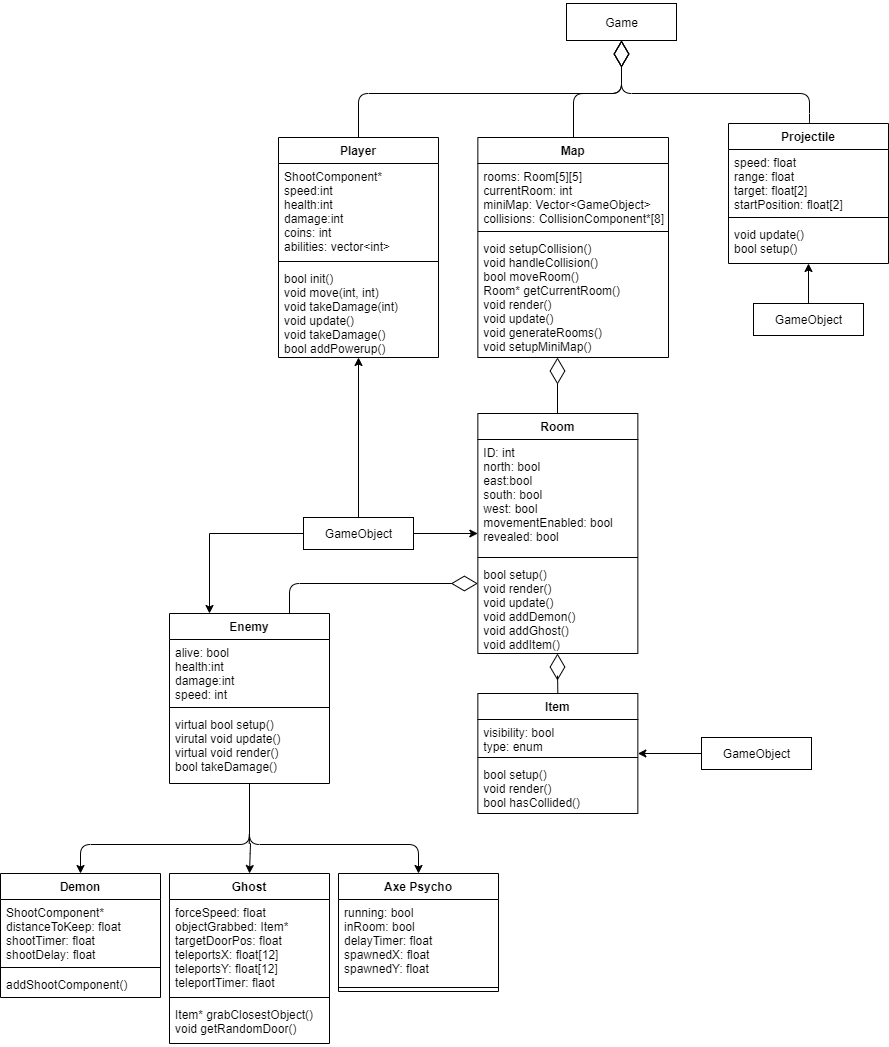 Game
Player
ShootComponent*
speed:int
health:int
damage:int
coins: int
abilities: vector<int>
bool init()
void move(int, int)
void takeDamage(int)
void update()
void takeDamage()
bool addPowerup()
Map
rooms: Room[5][5]
currentRoom: int
miniMap: Vector<GameObject>
collisions: CollisionComponent*[8]
void setupCollision()
void handleCollision()
bool moveRoom()
Room* getCurrentRoom()
void render()
void update()
void generateRooms()
void setupMiniMap()
Projectile
speed: float
range: float
target: float[2]
startPosition: float[2]
void update()
bool setup()
GameObject
Room
ID: int
north: bool
east:bool
south: bool
west: bool
movementEnabled: bool
revealed: bool
bool setup()
void render()
void update()
void addDemon()
void addGhost()
void addItem()
GameObject
Enemy
alive: bool
health:int
damage:int
speed: int
virtual bool setup()
virutal void update()
virtual void render()
bool takeDamage()
Item
visibility: bool
type: enum
bool setup()
void render()
bool hasCollided()
GameObject
Demon
ShootComponent*
distanceToKeep: float
shootTimer: float
shootDelay: float
addShootComponent()
Ghost
forceSpeed: float
objectGrabbed: Item*
targetDoorPos: float
teleportsX: float[12]
teleportsY: float[12]
teleportTimer: flaot
Item* grabClosestObject()
void getRandomDoor()
Axe Psycho
running: bool
inRoom: bool
delayTimer: float
spawnedX: float
spawnedY: float